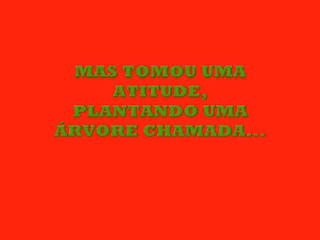 MAS TOMOU UMA
ATITUDE,
PLANTANDO UMA
ÁRVORE CHAMADA...